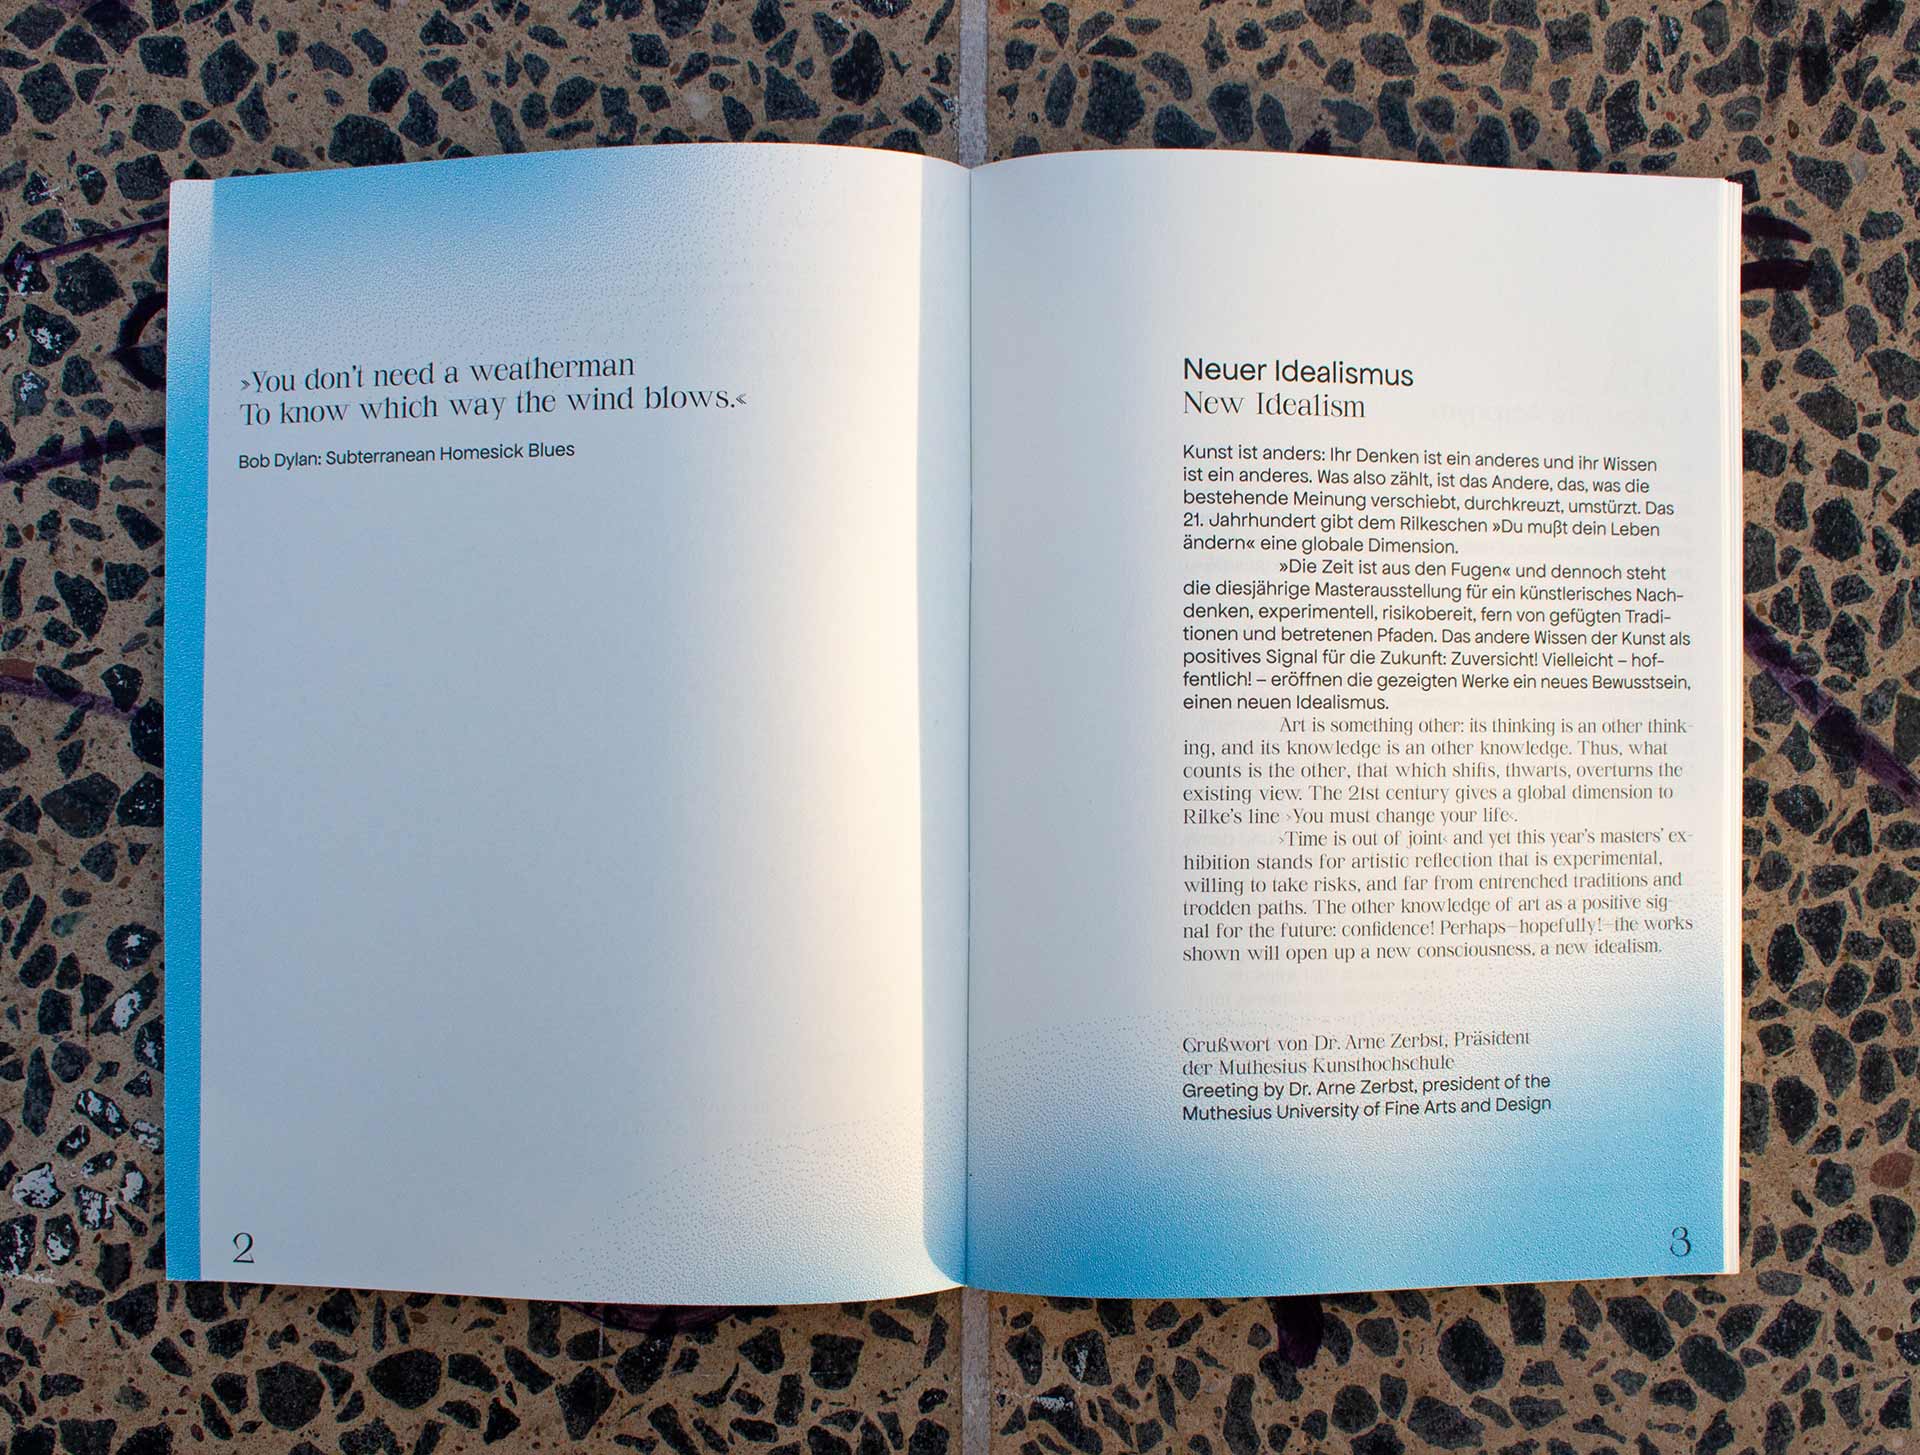 »You don't need a weatherman
To know which way the wind blows.«
Bob Dylan: Subterranean Homesick Blues
2
Neuer Idealismus
New Idealism
Kunst ist anders: Ihr Denken ist ein anderes und ihr Wissen
ist ein anderes. Was also zählt, ist das Andere, das, was die
bestehende Meinung verschiebt, durchkreuzt, umstürzt. Das
21. Jahrhundert gibt dem Rilkeschen »Du mußt dein Leben
ändern« eine globale Dimension.
»Die Zeit ist aus den Fugen« und dennoch steht
die diesjährige Masterausstellung für ein künstlerisches Nach-
denken, experimentell, risikobereit, fern von gefügten Tradi-
tionen und betretenen Pfaden. Das andere Wissen der Kunst als
positives Signal für die Zukunft: Zuversicht! Vielleicht – hof-
fentlich! – eröffnen die gezeigten Werke ein neues Bewusstsein,
einen neuen Idealismus.
Art is something other: its thinking is an other think-
ing, and its knowledge is an other knowledge. Thus, what
counts is the other, that which shifts, thwarts, overturns the
existing view. The 21st century gives a global dimension to
Rilke's line ›You must change your life‹.
›Time is out of joint‹ and yet this year's masters' ex-
hibition stands for artistic reflection that is experimental,
willing to take risks, and far from entrenched traditions and
trodden paths. The other knowledge of art as a positive sig-
nal for the future: confidence! Perhaps—hopefully!—the works
shown will open up a new consciousness, a new idealism.
Grußwort von Dr. Arne Zerbst, Präsident
der Muthesius Kunsthochschule
Greeting by Dr. Arne Zerbst, president of the
Muthesius University of Fine Arts and Design
3